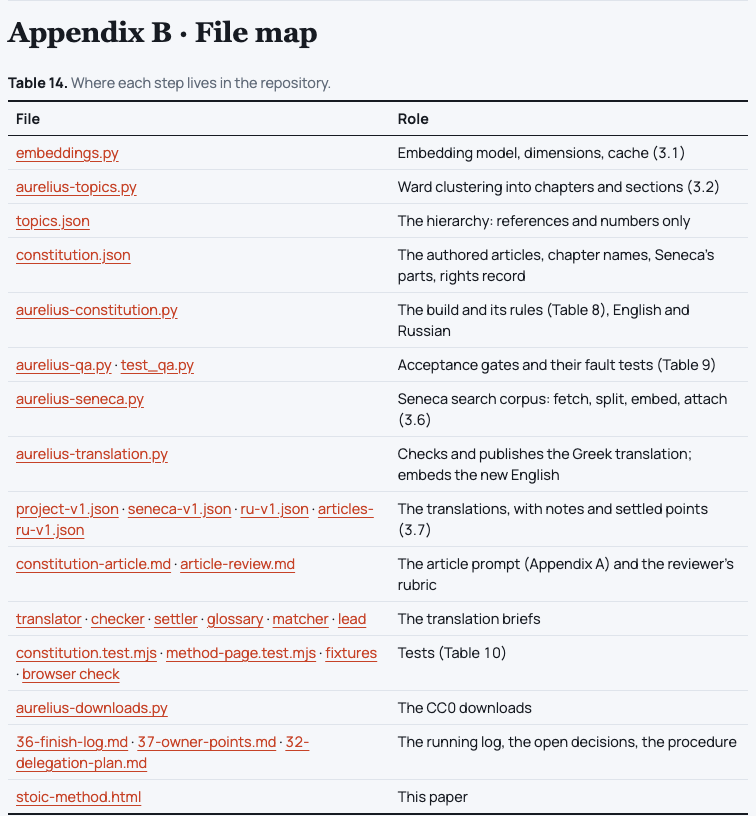 Appendix B · File map
Table 14. Where each step lives in the repository.
File Role
embeddings.py Embedding model, dimensions, cache (3.1)
aurelius-topics.py Ward clustering into chapters and sections (3.2)
topics.json The hierarchy: references and numbers only
constitution.json The authored articles, chapter names, Seneca's
parts, rights record
aurelius-constitution.py The build and its rules (Table 8), English and
Russian
aurelius-qa.py · test_qa.py Acceptance gates and their fault tests (Table 9)
aurelius-seneca.py Seneca search corpus: fetch, split, embed, attach
(3.6)
aurelius-translation.py Checks and publishes the Greek translation;
embeds the new English
project-v1.json · seneca-v1.json · ru-v1.json · articles- The translations, with notes and settled points
ru-v1.json (3.7)
constitution-article.md · article-review.md The article prompt (Appendix A) and the reviewer's
rubric
translator · checker · settler · glossary · matcher · lead The translation briefs
constitution.test.mjs · method-page.test.mjs · fixtures Tests (Table 10)
· browser check
aurelius-downloads.py The CC0 downloads
36-finish-log.md · 37-owner-points.md · 32- The running log, the open decisions, the procedure
delegation-plan.md
stoic-method.html This paper